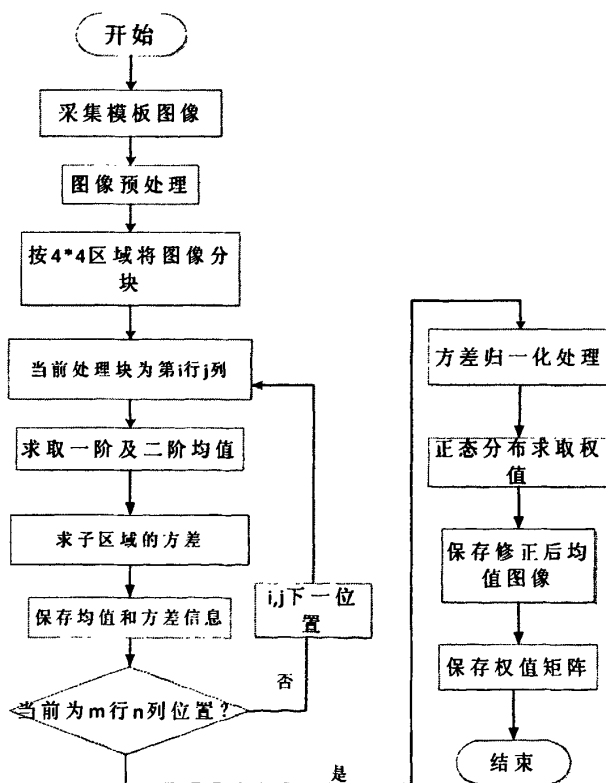 开始
采集模板图像
图像预处理
按4*4区域将图像分
块
当前处理块为第i行j列
求取一阶及二阶均值
求子区域的方差
保存均值和方差信息
i,j下一位
置
否
当前为m行n列位置?
是
方差归一化处理
正态分布求取权
值
保存修正后均
值图像
保存权值矩阵
结束